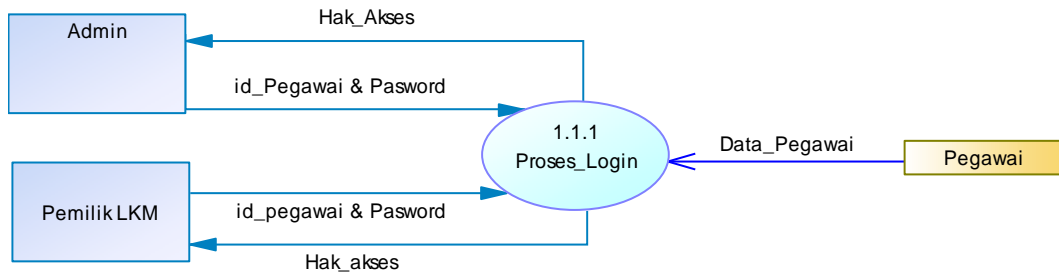 Hak_Akses
Admin
id_Pegawai & Pasword
1.1.1
Proses_Login
Data_Pegawai
Pegawai
Pemilik LKM
id_pegawai & Pasword
Hak_akses